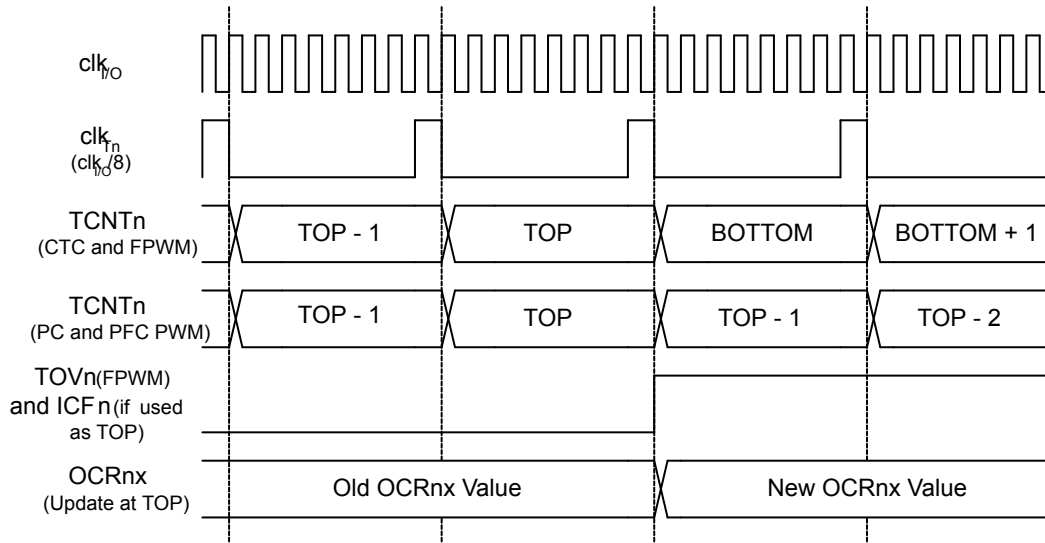 clkI/O
clkTn
(clkI/O/8)
TCNTn
(CTC and FPWM)
TOP - 1
TOP
BOTTOM
BOTTOM + 1
TCNTn
(PC and PFC PWM)
TOP - 1
TOP
TOP - 1
TOP - 2
TOVn(FPWM)
and ICFn(if used
as TOP)
OCRnx
(Update at TOP)
Old OCRnx Value
New OCRnx Value